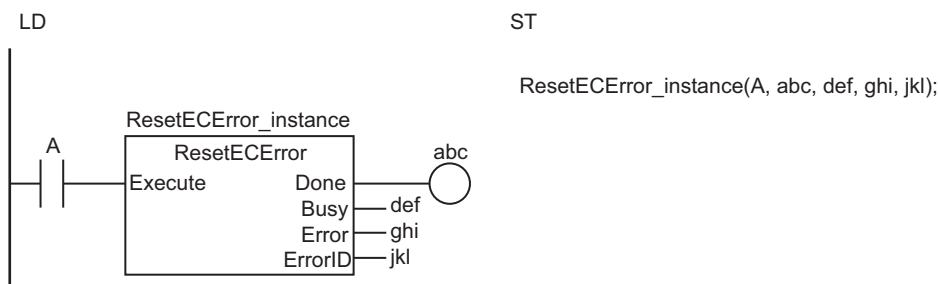 LD
ST
ResetECError_instance(A, abc, def, ghi, jkl);
ResetECError_instance
A
ResetECError
abc
Execute
Done
Busy
def
Error
ghi
ErrorID
jkl